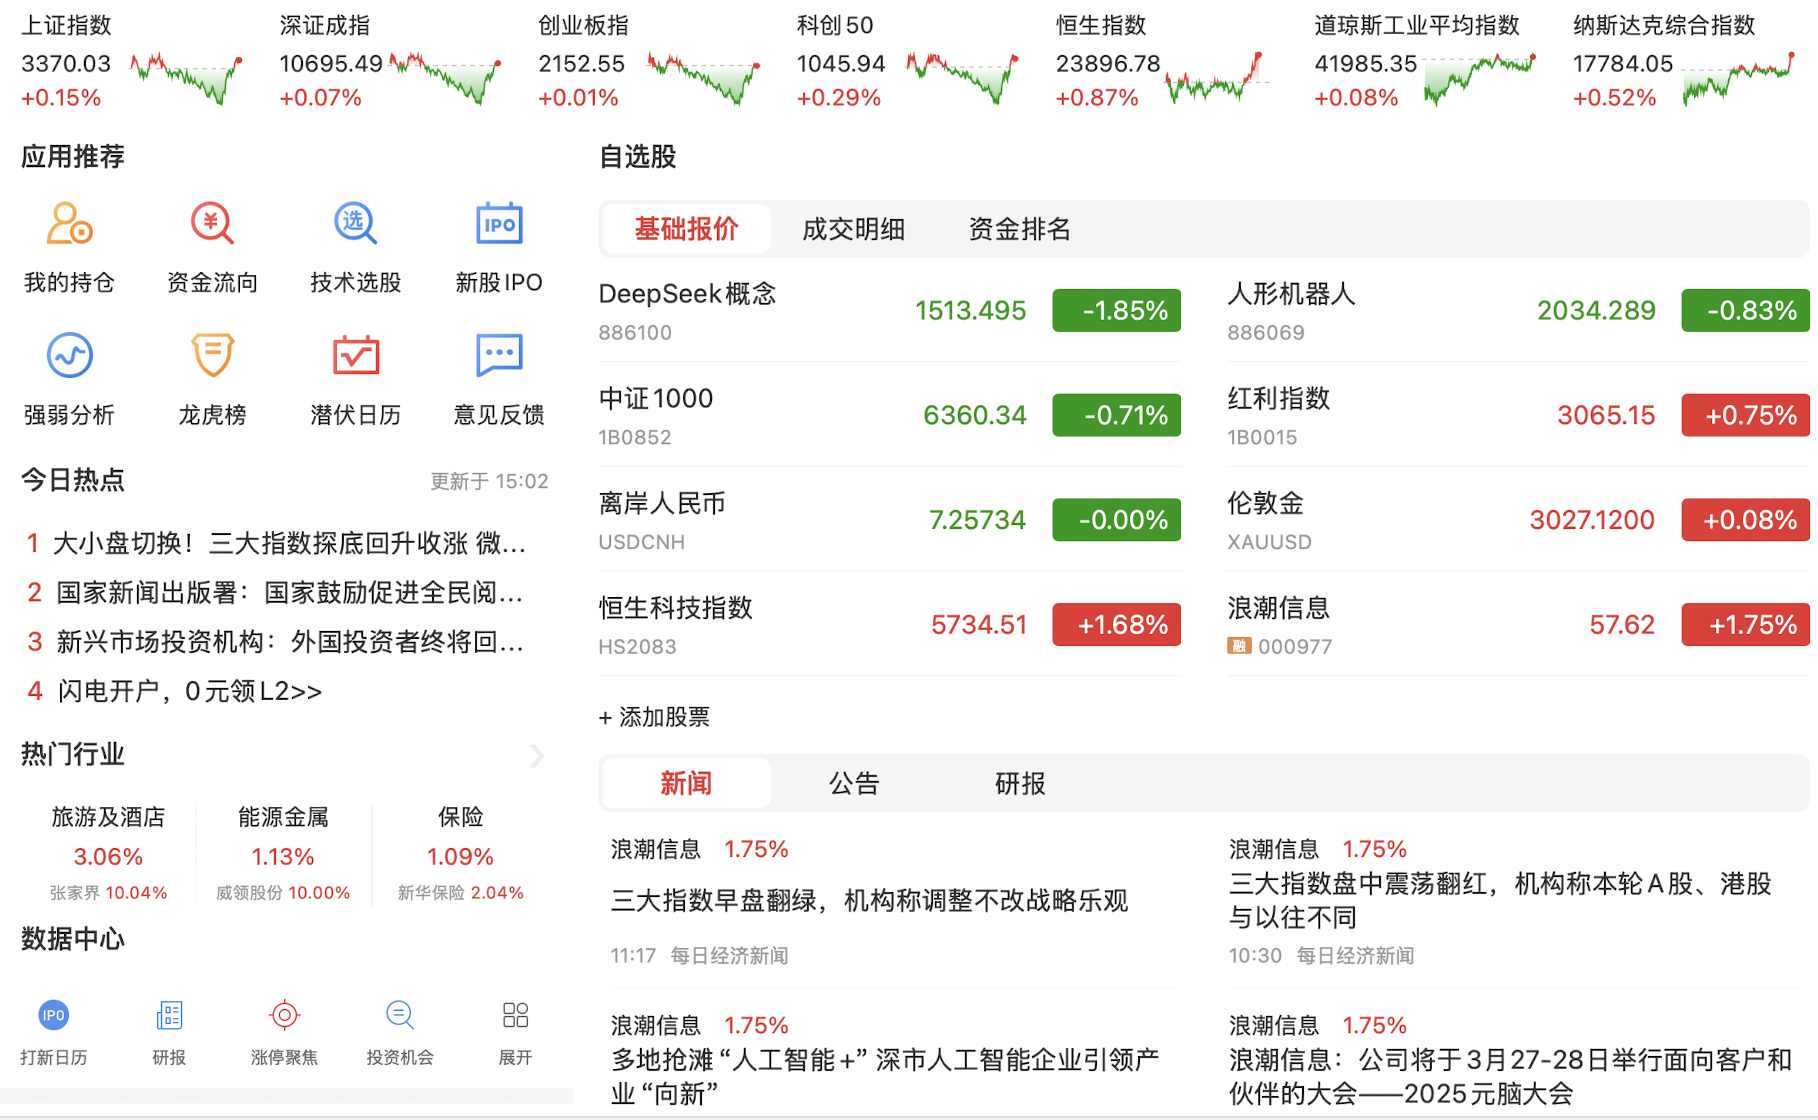 上证指数
3370.03
+0.15%
深证成指
10695.49
+0.07%
创业板指
2152.55
+0.01%
科创50
1045.94
+0.29%
恒生指数
23896.78
+0.87%
道琼斯工业平均指数
41985.35
+0.08%
纳斯达克综合指数
17784.05
+0.52%
应用推荐
¥
选
IPO
我的持仓
资金流向
技术选股
新股IPO
强弱分析
龙虎榜
潜伏日历
意见反馈
今日热点
更新于 15:02
1 大小盘切换！三大指数探底回升收涨 微...
2 国家新闻出版署：国家鼓励促进全民阅...
3 新兴市场投资机构：外国投资者终将回...
4 闪电开户，0元领L2>>
热门行业
旅游及酒店
3.06%
张家界 10.04%
能源金属
1.13%
威领股份 10.00%
保险
1.09%
新华保险 2.04%
数据中心
IPO
打新日历
研报
涨停聚焦
投资机会
展开
自选股
基础报价
成交明细
资金排名
DeepSeek概念
886100
1513.495
-1.85%
人形机器人
886069
2034.289
-0.83%
中证1000
1B0852
6360.34
-0.71%
红利指数
1B0015
3065.15
+0.75%
离岸人民币
USDCNH
7.25734
-0.00%
伦敦金
XAUUSD
3027.1200
+0.08%
恒生科技指数
HS2083
5734.51
+1.68%
浪潮信息
融 000977
57.62
+1.75%
+ 添加股票
新闻
公告
研报
浪潮信息 1.75%
三大指数早盘翻绿，机构称调整不改战略乐观
11:17 每日经济新闻
浪潮信息 1.75%
三大指数盘中震荡翻红，机构称本轮A股、港股
与以往不同
10:30 每日经济新闻
浪潮信息 1.75%
多地抢滩“人工智能+” 深市人工智能企业引领产
业“向新”
浪潮信息 1.75%
浪潮信息：公司将于3月27-28日举行面向客户和
伙伴的大会——2025元脑大会